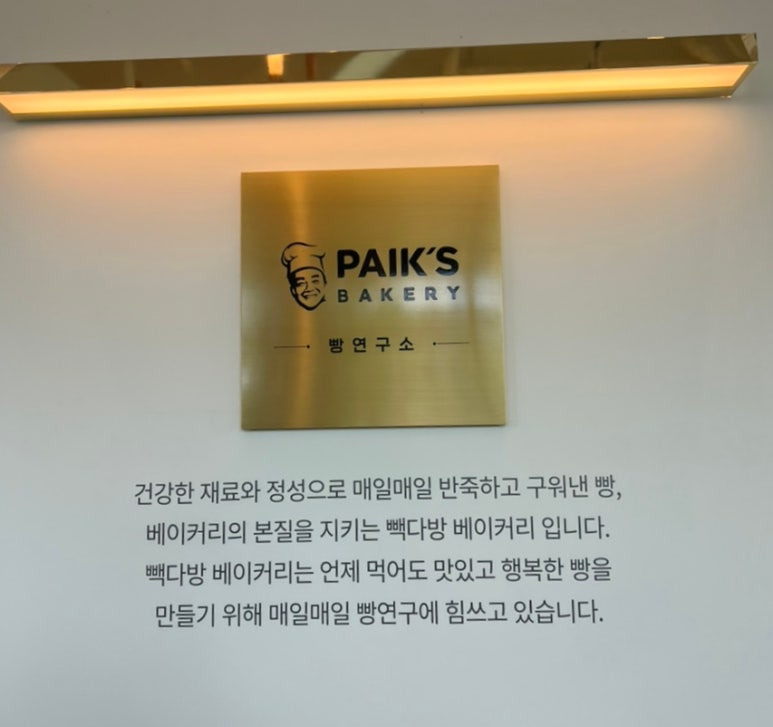 PAIK'S
BAKERY
빵연구소
건강한 재료와 정성으로 매일매일 반죽하고 구워낸 빵,
베이커리의 본질을 지키는 빽다방 베이커리 입니다.
빽다방 베이커리는 언제 먹어도 맛있고 행복한 빵을
만들기 위해 매일매일 빵연구에 힘쓰고 있습니다.